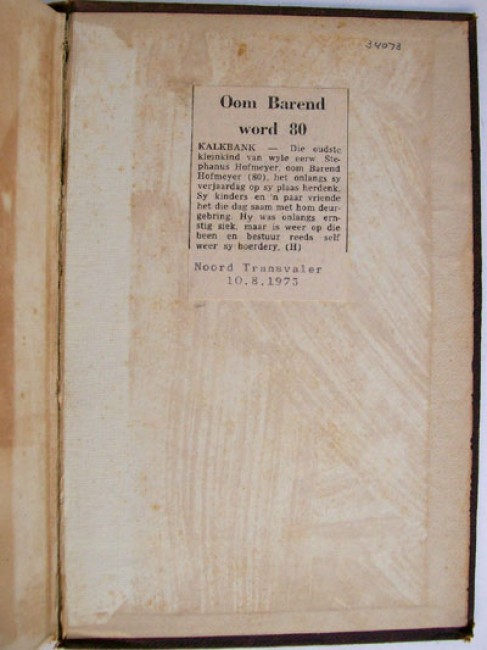 34078
Oom Barend
word 80
KALKBANK — Die oudste
kleinkind van wyle eerw. Ste-
phanus Hofmeyer, oom Barend
Hofmeyer (80), het onlangs sy
verjaardag op sy plaas herdenk.
Sy kinders en 'n paar vriende
het die dag saam met hom deur-
gebring. Hy was onlangs ern-
stig siek, maar is weer op die
been en bestuur reeds self
weer sy boerdery. (H)
Noord Transvaler
10.8.1973